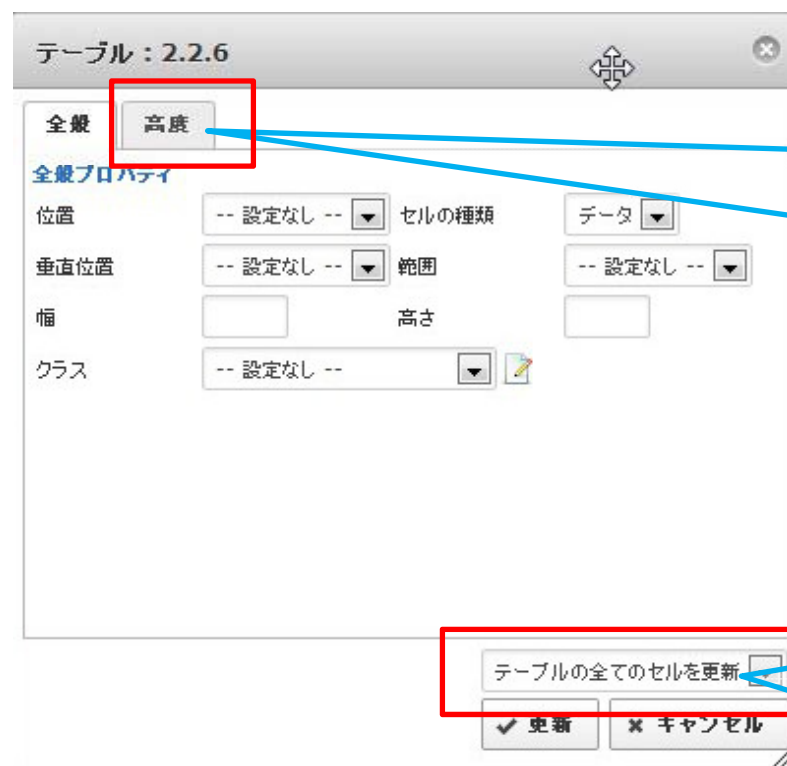 テーブル：2.2.6
全般 高度
全般プロパティ
位置 -- 設定なし -- セルの種類 データ
垂直位置 -- 設定なし -- 範囲 -- 設定なし --
幅 高さ
クラス -- 設定なし --
テーブルの全てのセルを更新
更新 キャンセル